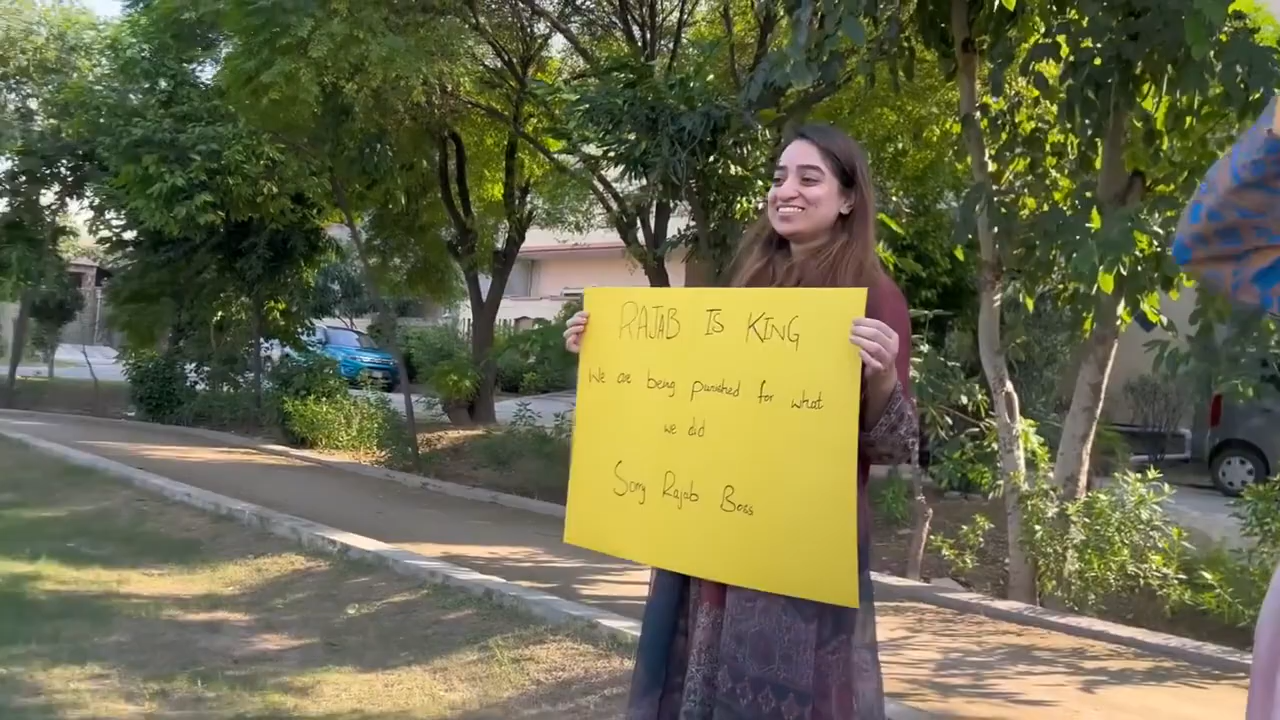 RAJAB IS KING
We are being punished for what
we did
Sorry Rajab Boss